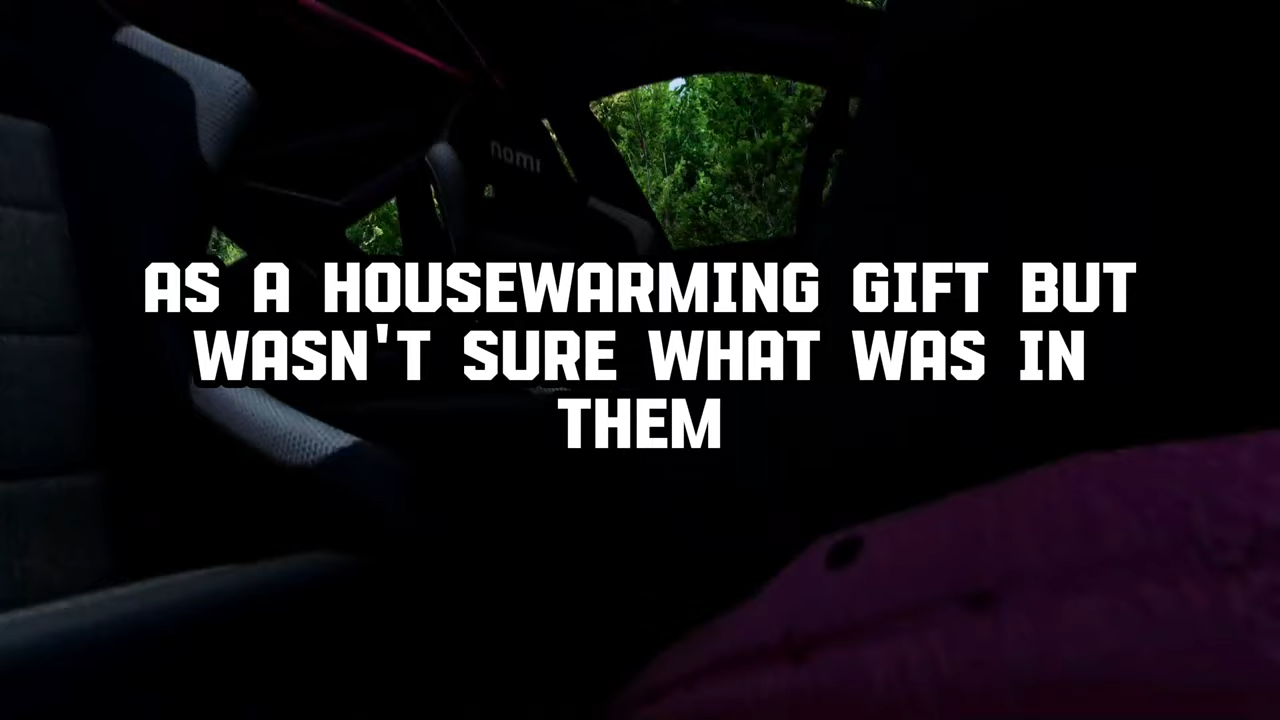 nomi
AS A HOUSEWARMING GIFT BUT
WASN'T SURE WHAT WAS IN
THEM